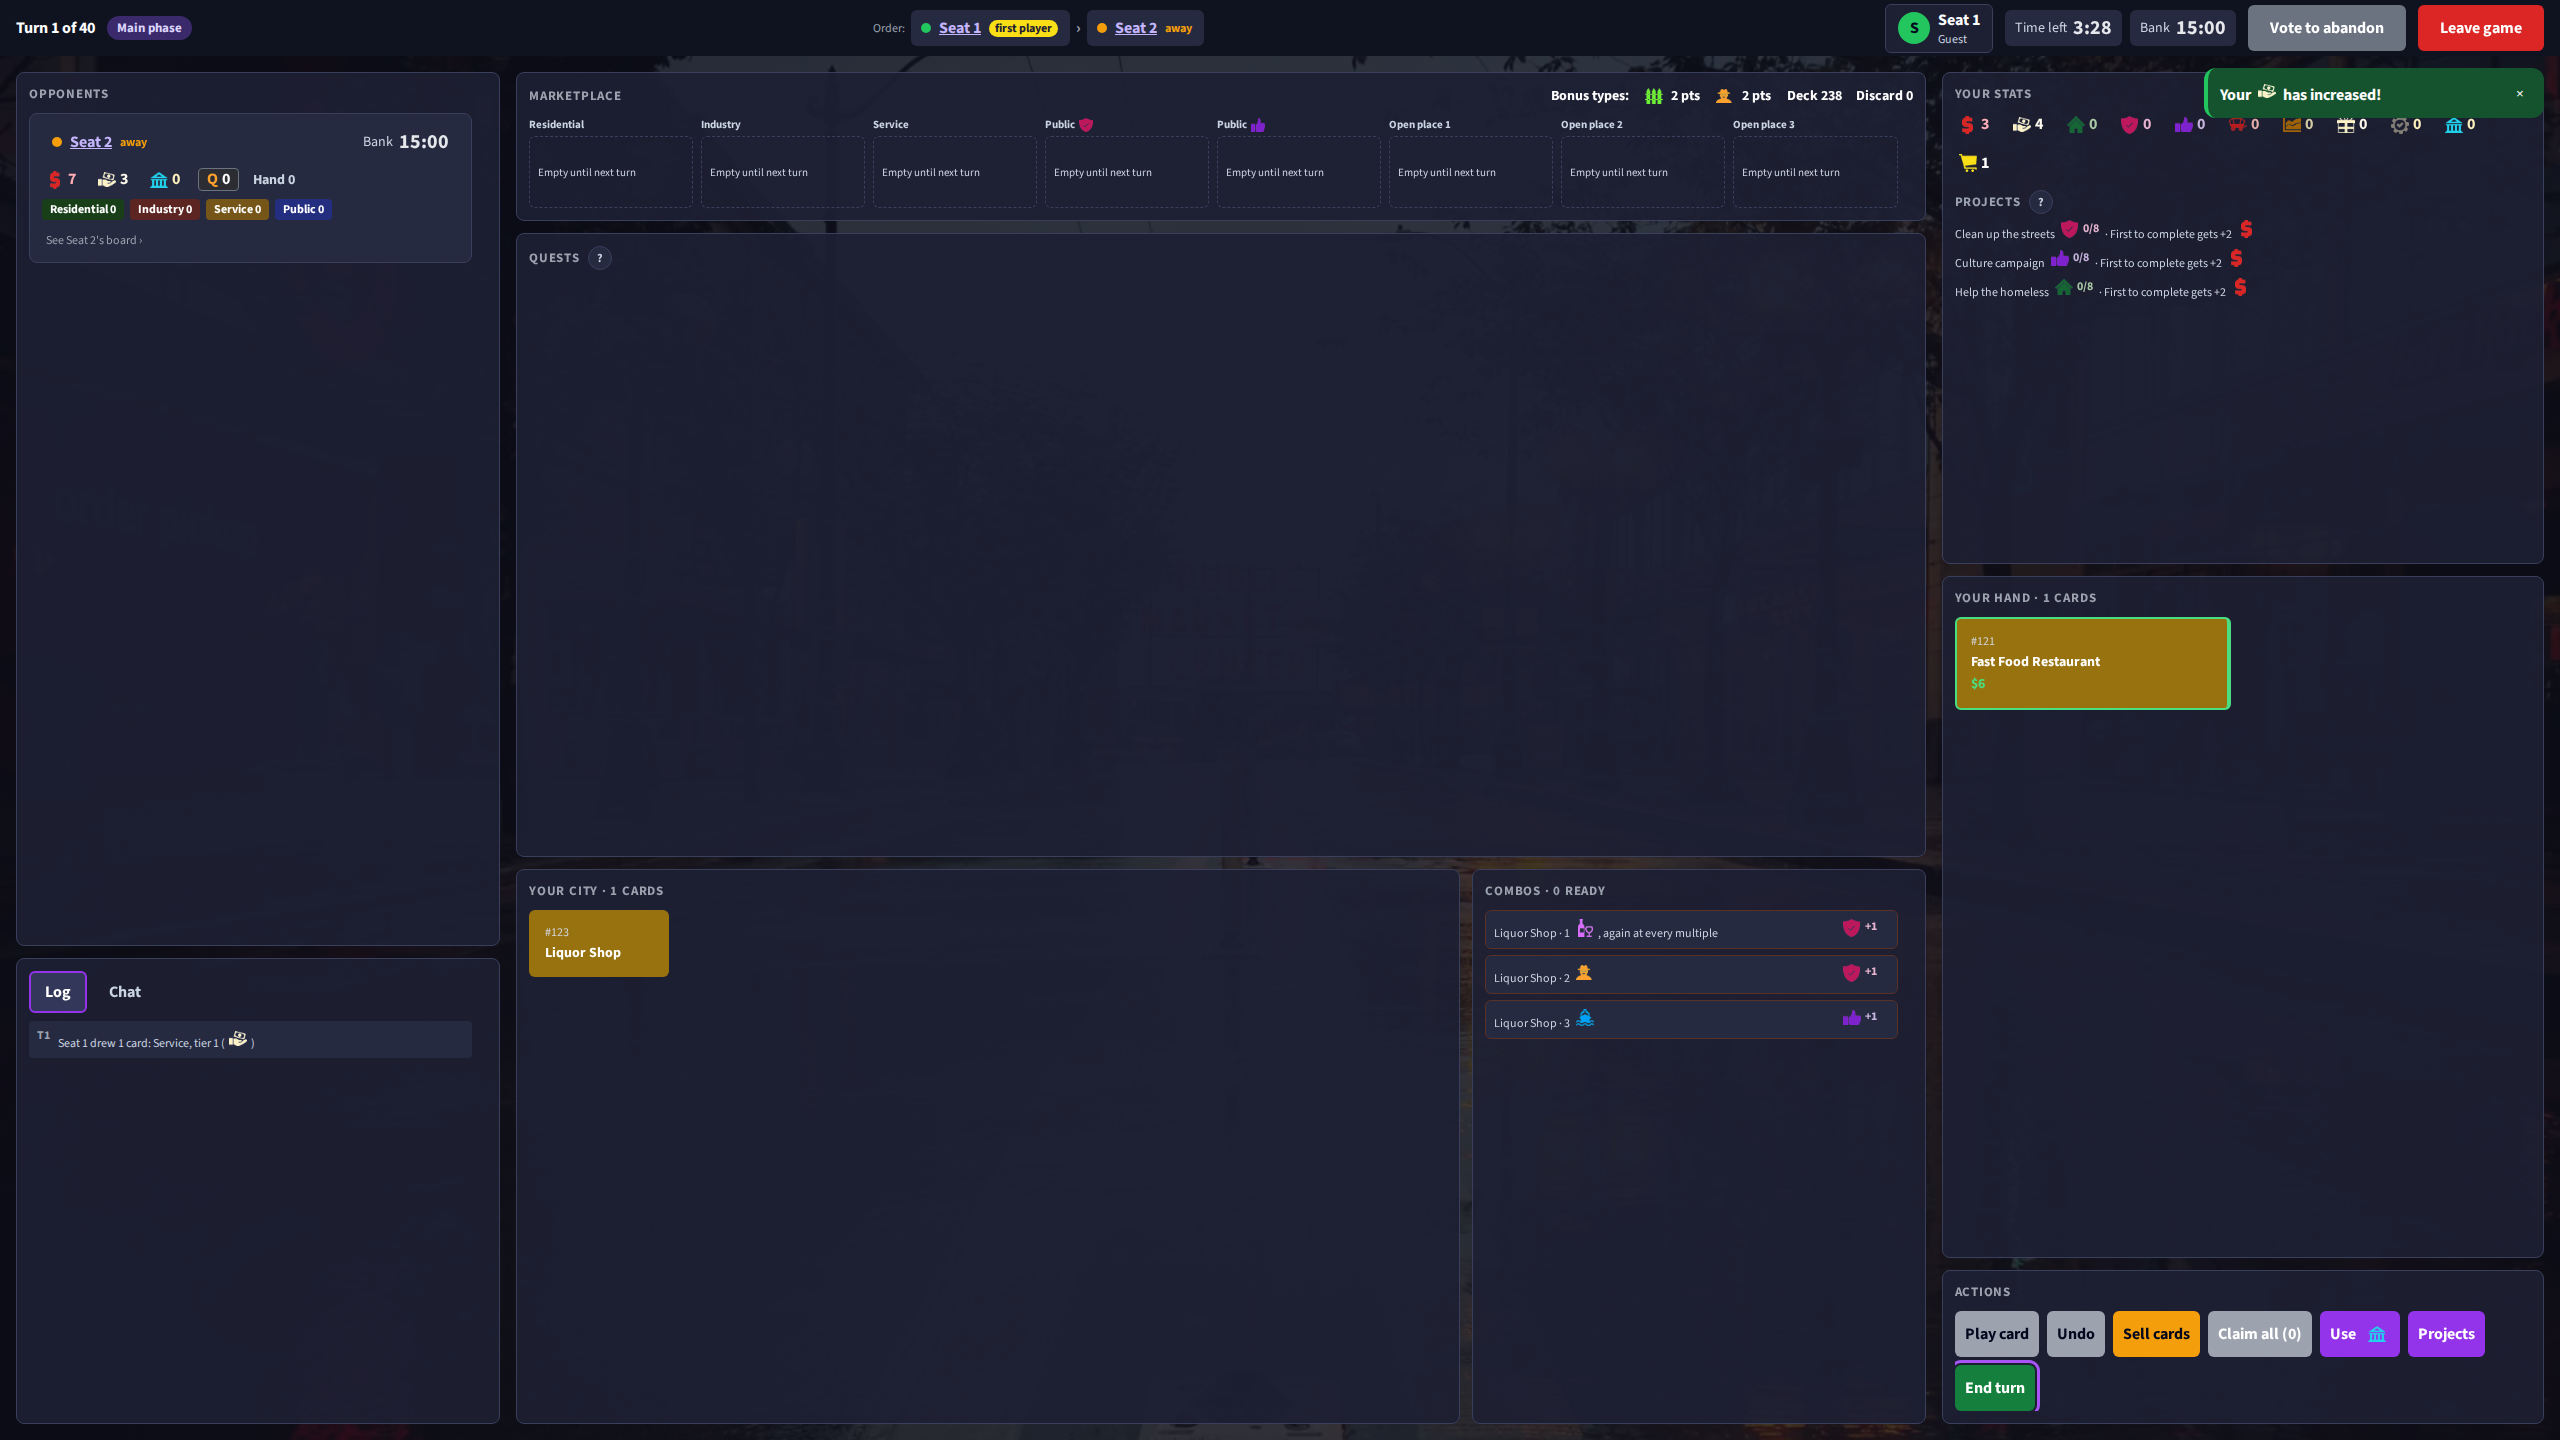 Turn 1 of 40 Main phase
Order: Seat 1 first player › Seat 2 away
S Seat 1 Guest Time left 3:28 Bank 15:00 Vote to abandon Leave game
OPPONENTS
Seat 2 away Bank 15:00
7 3 0 Q 0 Hand 0
Residential 0 Industry 0 Service 0 Public 0
See Seat 2's board ›
Log Chat
T1 Seat 1 drew 1 card: Service, tier 1 ( )
MARKETPLACE Bonus types: 2 pts 2 pts Deck 238 Discard 0
Residential Industry Service Public Public Open place 1 Open place 2 Open place 3
Empty until next turn Empty until next turn Empty until next turn Empty until next turn Empty until next turn Empty until next turn Empty until next turn Empty until next turn
QUESTS ?
YOUR CITY · 1 CARDS
#123
Liquor Shop
COMBOS · 0 READY
Liquor Shop · 1 , again at every multiple +1
Liquor Shop · 2 +1
Liquor Shop · 3 +1
YOUR STATS
Your has increased! ×
3 4 0 0 0 0 0 0 0 0
1
PROJECTS ?
Clean up the streets 0/8 · First to complete gets +2
Culture campaign 0/8 · First to complete gets +2
Help the homeless 0/8 · First to complete gets +2
YOUR HAND · 1 CARDS
#121
Fast Food Restaurant
$6
ACTIONS
Play card Undo Sell cards Claim all (0) Use Projects
End turn